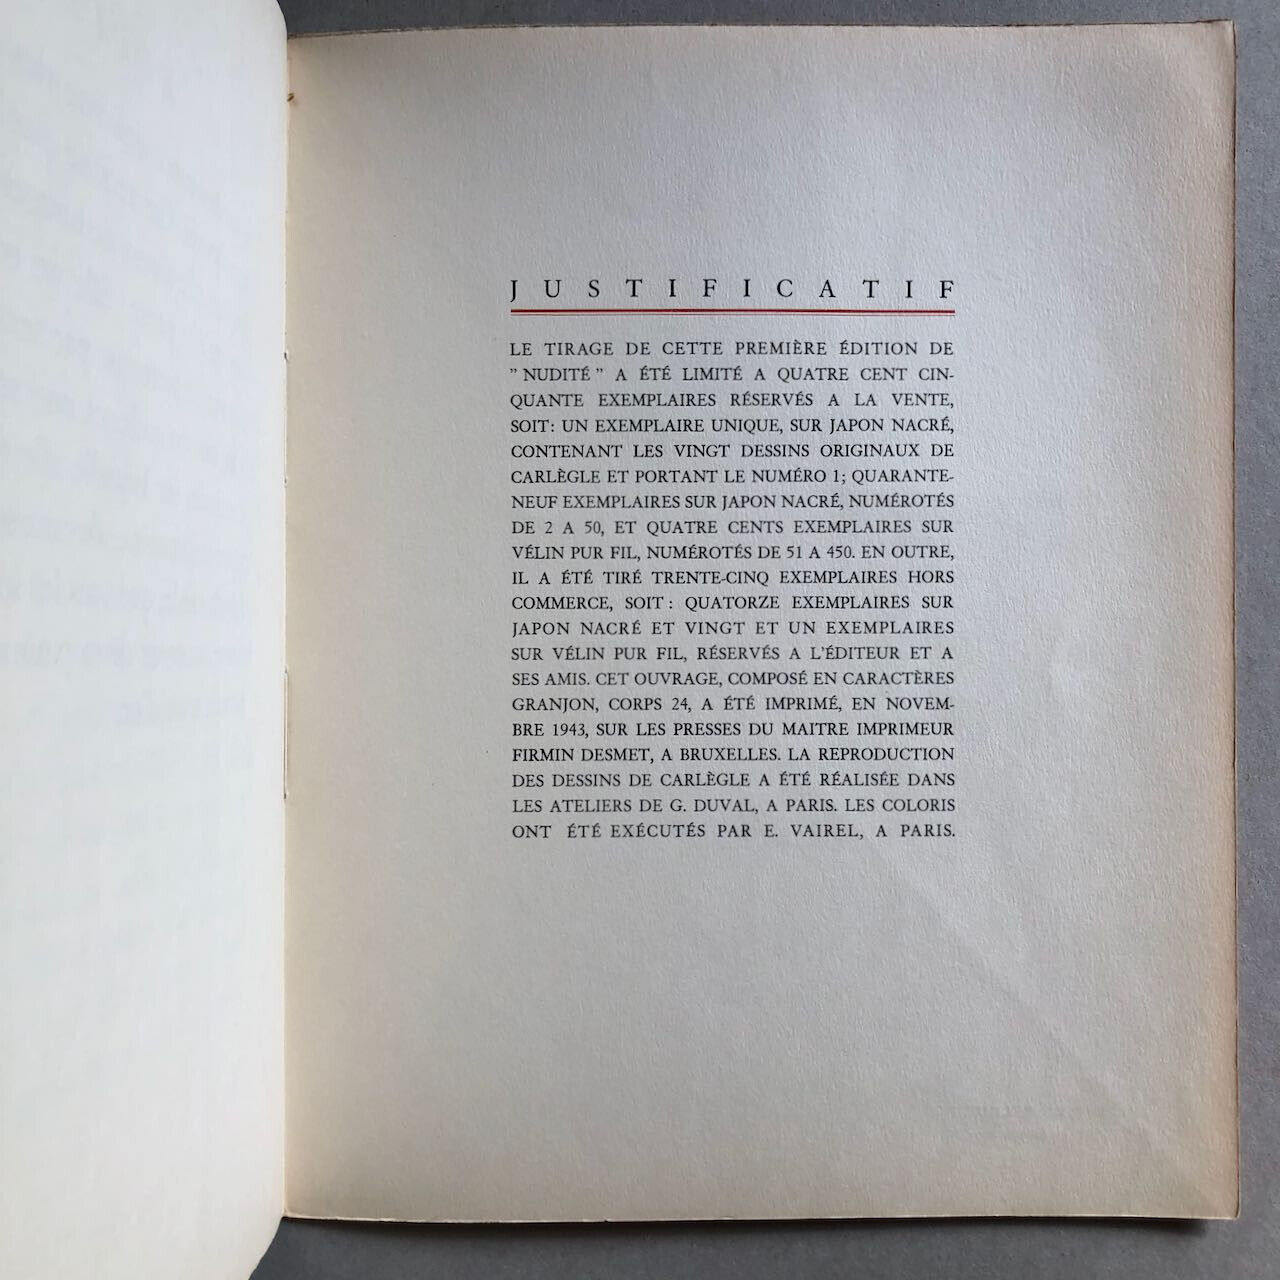 JUSTIFICATIF
LE TIRAGE DE CETTE PREMIÈRE ÉDITION DE
" NUDITÉ " A ÉTÉ LIMITÉ A QUATRE CENT CIN-
QUANTE EXEMPLAIRES RÉSERVÉS A LA VENTE,
SOIT: UN EXEMPLAIRE UNIQUE, SUR JAPON NACRÉ,
CONTENANT LES VINGT DESSINS ORIGINAUX DE
CARLÈGLE ET PORTANT LE NUMÉRO 1; QUARANTE-
NEUF EXEMPLAIRES SUR JAPON NACRÉ, NUMÉROTÉS
DE 2 A 50, ET QUATRE CENTS EXEMPLAIRES SUR
VÉLIN PUR FIL, NUMÉROTÉS DE 51 A 450. EN OUTRE,
IL A ÉTÉ TIRÉ TRENTE-CINQ EXEMPLAIRES HORS
COMMERCE, SOIT : QUATORZE EXEMPLAIRES SUR
JAPON NACRÉ ET VINGT ET UN EXEMPLAIRES
SUR VÉLIN PUR FIL, RÉSERVÉS A L'ÉDITEUR ET A
SES AMIS. CET OUVRAGE, COMPOSÉ EN CARACTÈRES
GRANJON, CORPS 24, A ÉTÉ IMPRIMÉ, EN NOVEM-
BRE 1943, SUR LES PRESSES DU MAITRE IMPRIMEUR
FIRMIN DESMET, A BRUXELLES. LA REPRODUCTION
DES DESSINS DE CARLÈGLE A ÉTÉ RÉALISÉE DANS
LES ATELIERS DE G. DUVAL, A PARIS. LES COLORIS
ONT ÉTÉ EXÉCUTÉS PAR E. VAIREL, A PARIS.